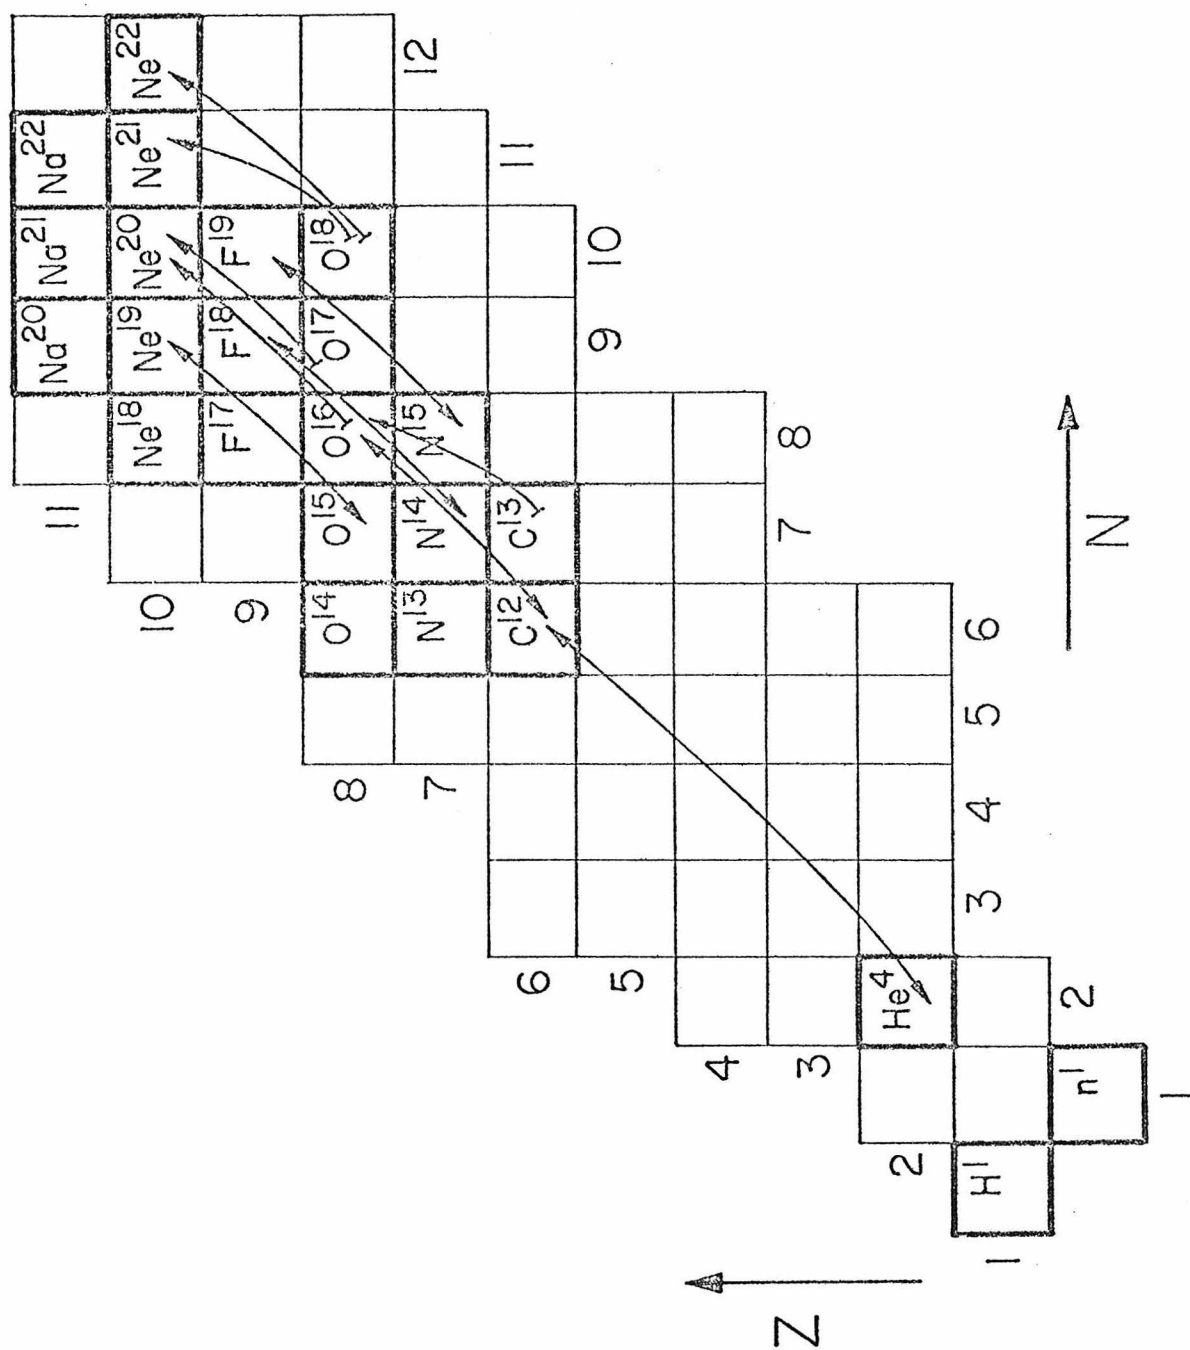 Na²⁰ Na²¹ Na²²
11 Ne¹⁸ Ne¹⁹ Ne²⁰ Ne²¹ Ne²²
10 F¹⁷ F¹⁸ F¹⁹
9 O¹⁴ O¹⁵ O¹⁶ O¹⁷ O¹⁸ 12
8 N¹³ N¹⁴ N¹⁵ 11
7 C¹² C¹³ 10
6 9
5 8
4 7
3 He⁴ 6
2 5
H¹ 4
1 3
n¹ 2
1
Z
N